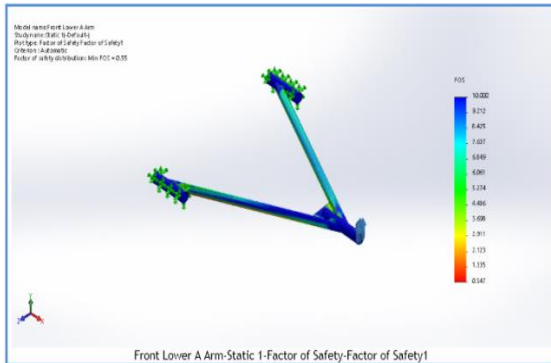 Model name:Front Lower A Arm
Study name:Static 1(-Default-)
Plot type: Factor of Safety Factor of Safety1
Criterion : Automatic
Factor of safety distribution: Min FOS = 0.55
FOS
10.000
9.212
8.425
7.637
6.849
6.061
5.274
4.486
3.698
2.911
2.123
1.335
0.547
Y
Z
X
Front Lower A Arm-Static 1-Factor of Safety-Factor of Safety1